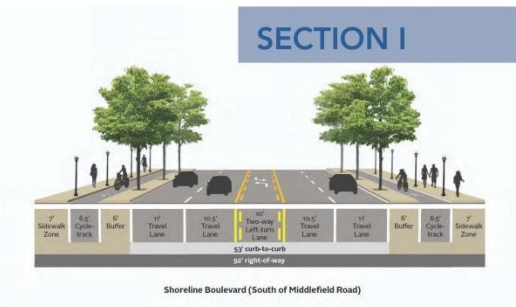 SECTION I
7' Sidewalk Zone
6.5' Cycle-track
6' Buffer
11' Travel Lane
10.5' Travel Lane
10' Two-way Left-turn Lane
10.5' Travel Lane
11' Travel Lane
6' Buffer
6.5' Cycle-track
7' Sidewalk Zone
53' curb-to-curb
92' right-of-way
Shoreline Boulevard (South of Middlefield Road)